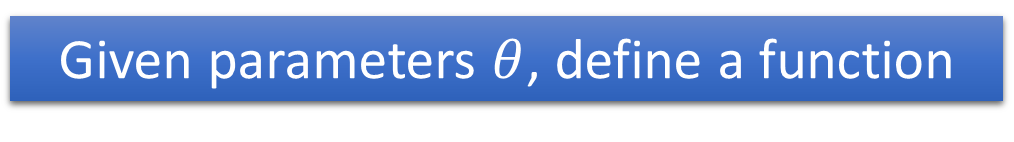 Given parameters 𝜃, define a function